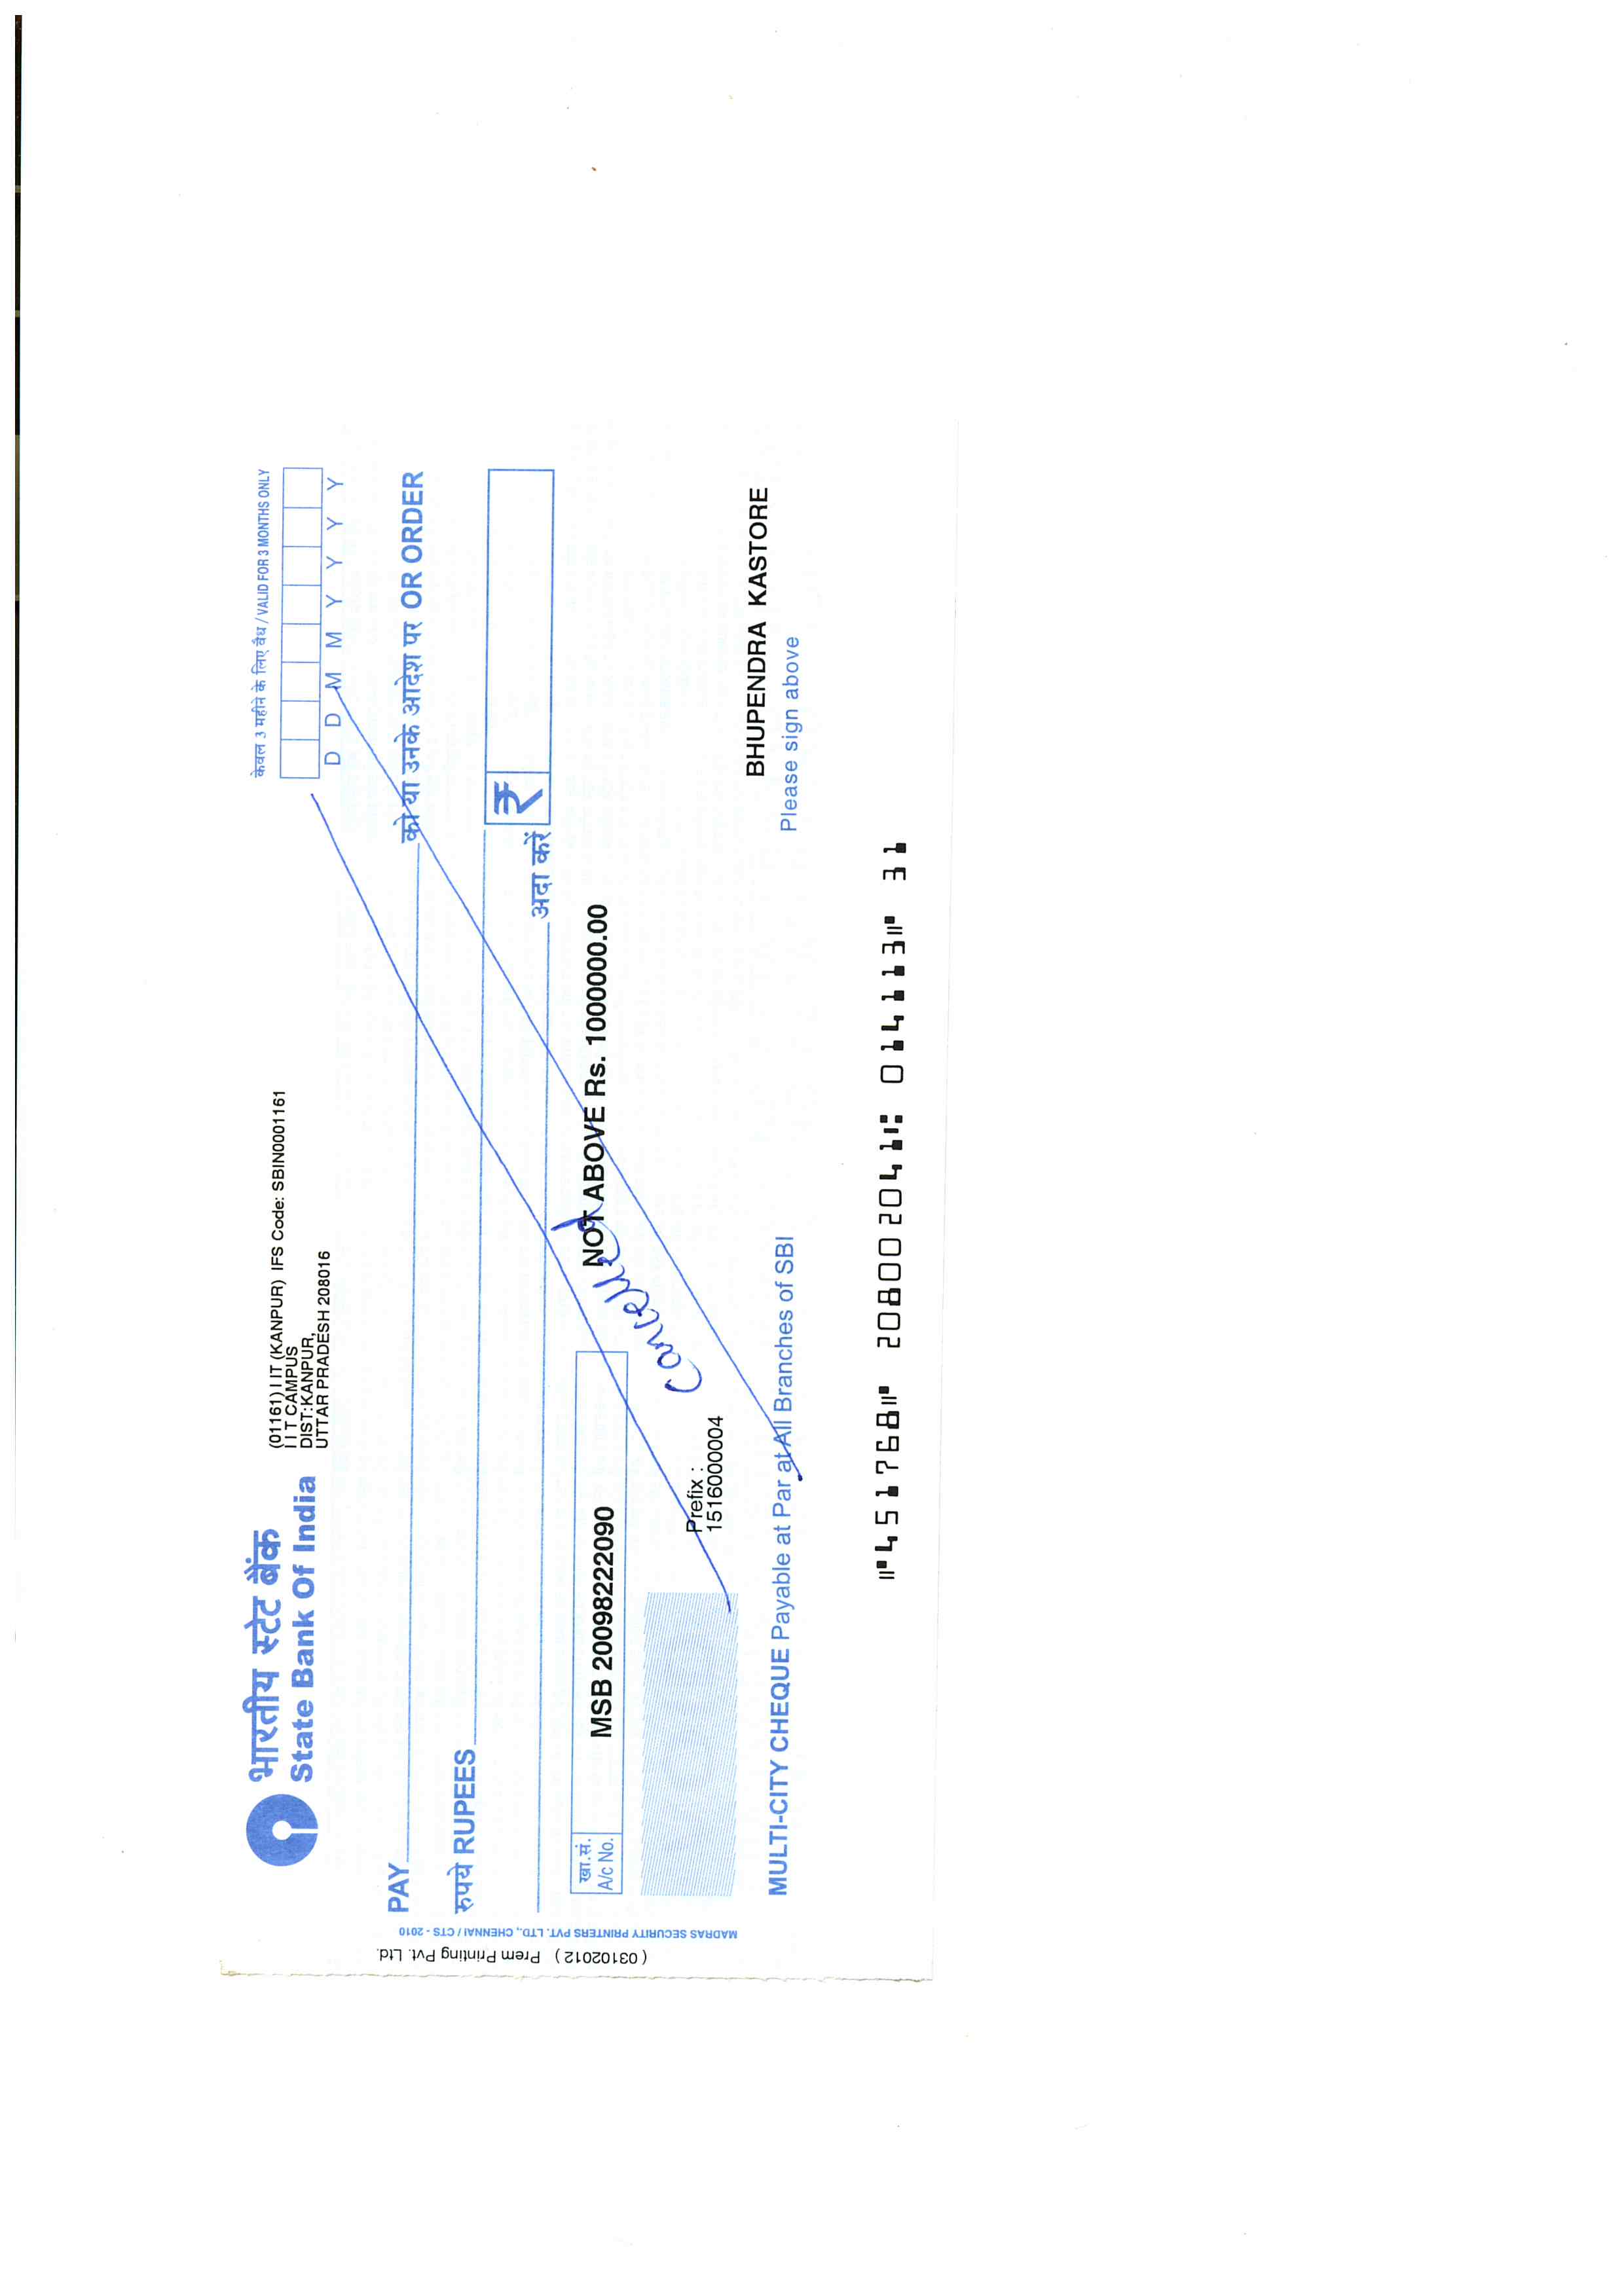 केवल 3 महीने के लिए वैध / VALID FOR 3 MONTHS ONLY
भारतीय स्टेट बैंक
State Bank Of India
(01161) I IT (KANPUR) IFS Code: SBIN0001161
I I T CAMPUS
DIST:KANPUR,
UTTAR PRADESH 208016
D D M M Y Y Y Y
PAY को या उनके आदेश पर OR ORDER
रुपये RUPEES
अदा करें ₹
खा.सं.
A/c No.
MSB 20098222090
NOT ABOVE Rs. 1000000.00
Cancelled
Prefix :
1516000004
BHUPENDRA KASTORE
Please sign above
MULTI-CITY CHEQUE Payable at Par at All Branches of SBI
⑈451768⑈ 208002041⑆ 014113⑈ 31
MADRAS SECURITY PRINTERS PVT. LTD., CHENNAI / CTS - 2010
( 03102012 ) Prem Printing Pvt. Ltd.